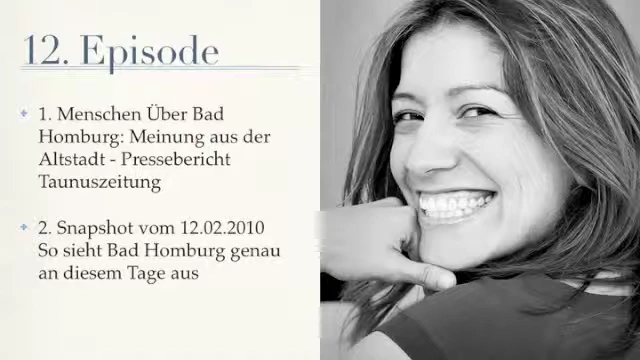 12. Episode
1. Menschen Über Bad
Homburg: Meinung aus der
Altstadt - Pressebericht
Taunuszeitung
2. Snapshot vom 12.02.2010
So sieht Bad Homburg genau
an diesem Tage aus